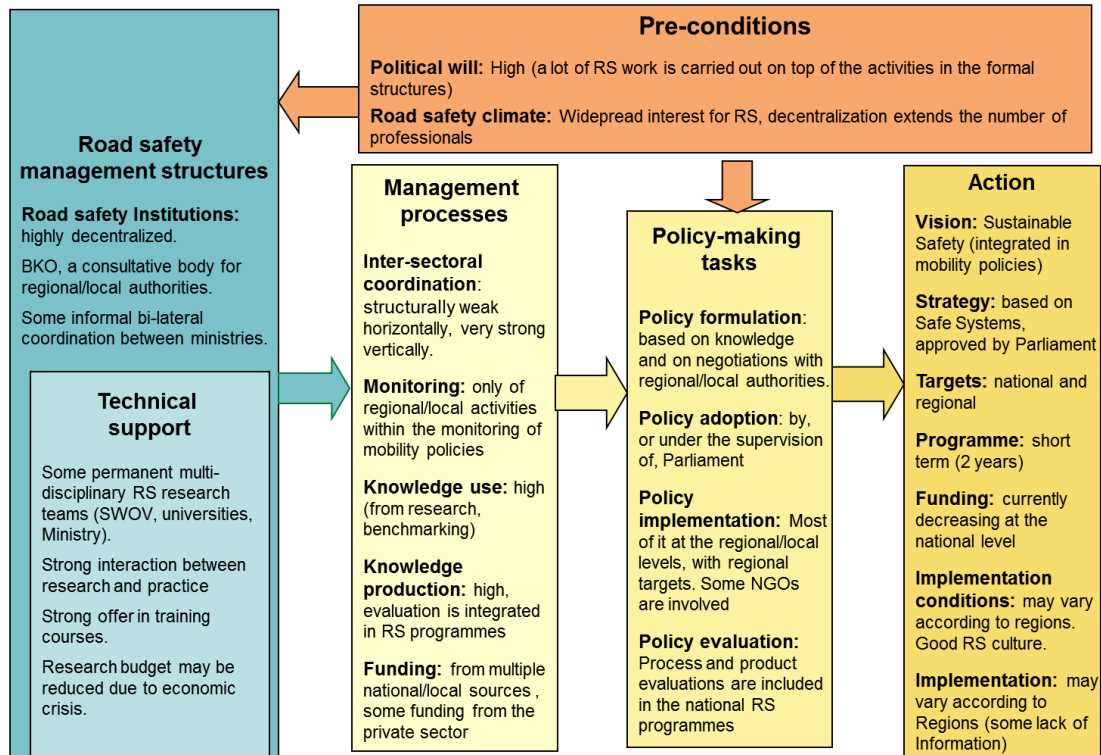 Pre-conditions
Political will: High (a lot of RS work is carried out on top of the activities in the formal
structures)
Road safety climate: Widespread interest for RS, decentralization extends the number of
professionals
Road safety
management structures
Road safety Institutions:
highly decentralized.
BKO, a consultative body for
regional/local authorities.
Some informal bi-lateral
coordination between ministries.
Technical
support
Some permanent multi-
disciplinary RS research
teams (SWOV, universities,
Ministry).
Strong interaction between
research and practice
Strong offer in training
courses.
Research budget may be
reduced due to economic
crisis.
Management
processes
Inter-sectoral
coordination:
structurally weak
horizontally, very strong
vertically.
Monitoring: only of
regional/local activities
within the monitoring of
mobility policies
Knowledge use: high
(from research,
benchmarking)
Knowledge
production: high,
evaluation is integrated
in RS programmes
Funding: from multiple
national/local sources ,
some funding from the
private sector
Policy-making
tasks
Policy formulation:
based on knowledge
and on negotiations with
regional/local authorities.
Policy adoption: by,
or under the supervision
of, Parliament
Policy
implementation: Most
of it at the regional/local
levels, with regional
targets. Some NGOs
are involved
Policy evaluation:
Process and product
evaluations are included
in the national RS
programmes
Action
Vision: Sustainable
Safety (integrated in
mobility policies)
Strategy: based on
Safe Systems,
approved by Parliament
Targets: national and
regional
Programme: short
term (2 years)
Funding: currently
decreasing at the
national level
Implementation
conditions: may vary
according to regions.
Good RS culture.
Implementation: may
vary according to
Regions (some lack of
Information)